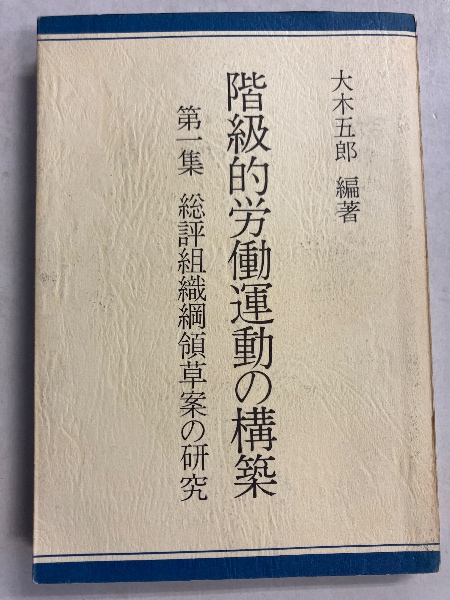 大木五郎 編著
階級的労働運動の構築
第一集 総評組織綱領草案の研究